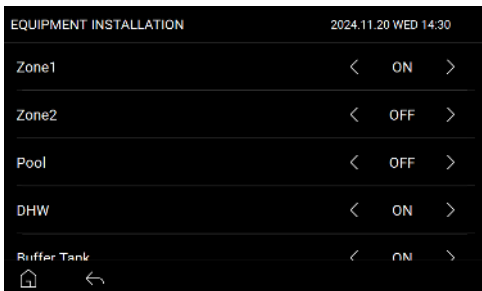 EQUIPMENT INSTALLATION 2024.11.20 WED 14:30
Zone1 ON
Zone2 OFF
Pool OFF
DHW ON
Buffer Tank ON